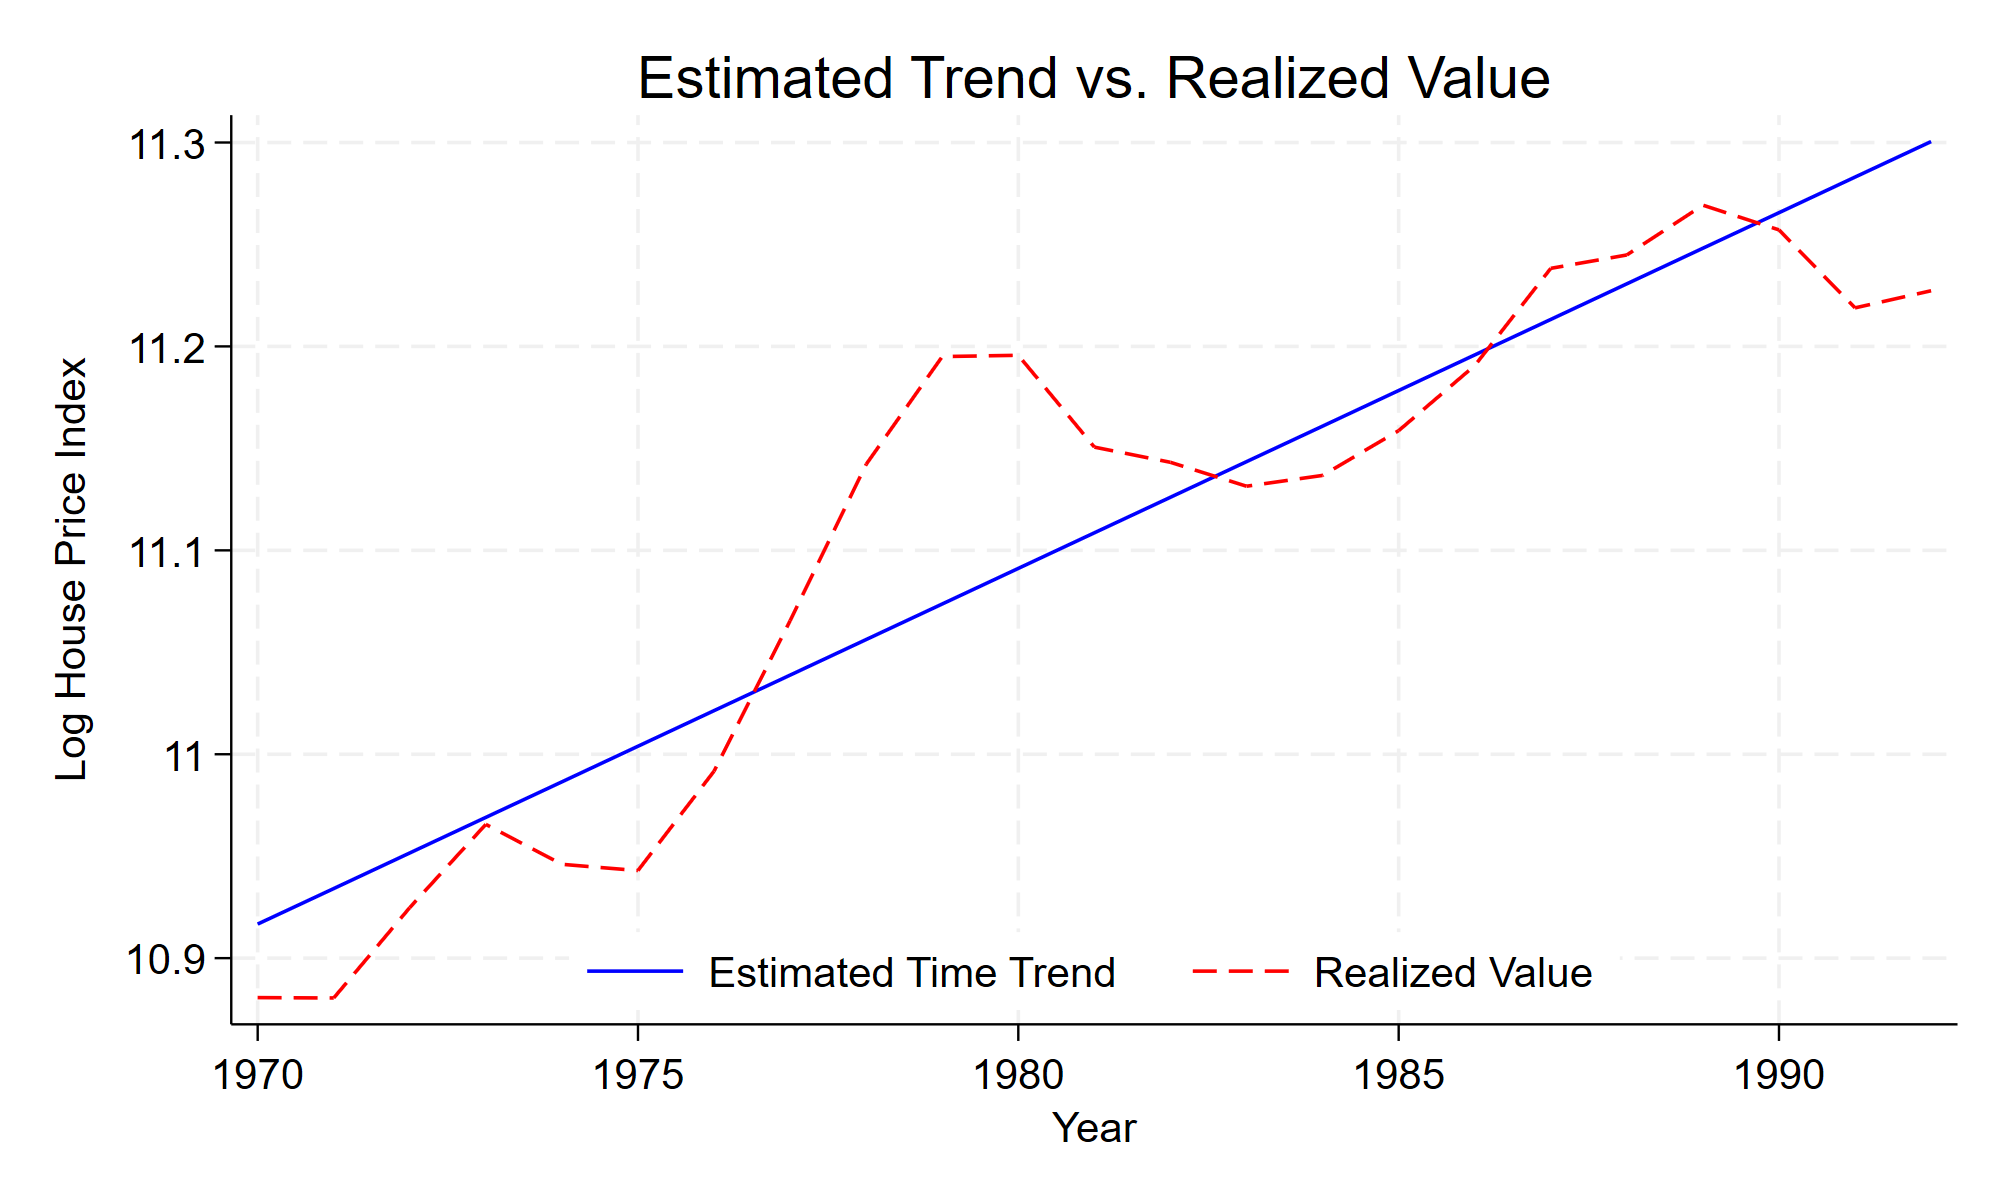 Estimated Trend vs. Realized Value
11.3
11.2
11.1
11
10.9
Log House Price Index
Estimated Time Trend
Realized Value
1970 1975 1980 1985 1990
Year